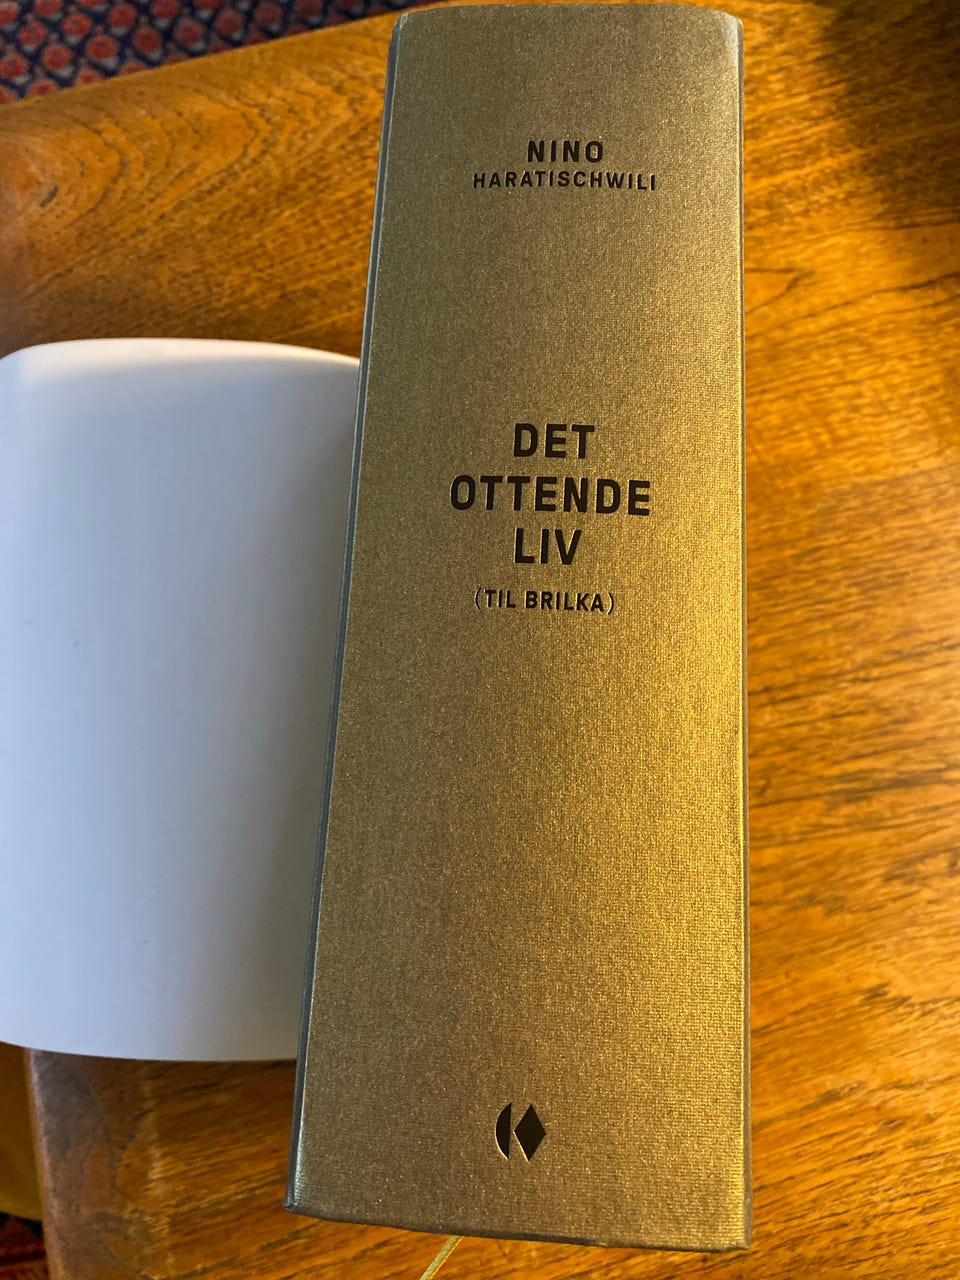 NINO
HARATISCHWILI
DET
OTTENDE
LIV
(TIL BRILKA)